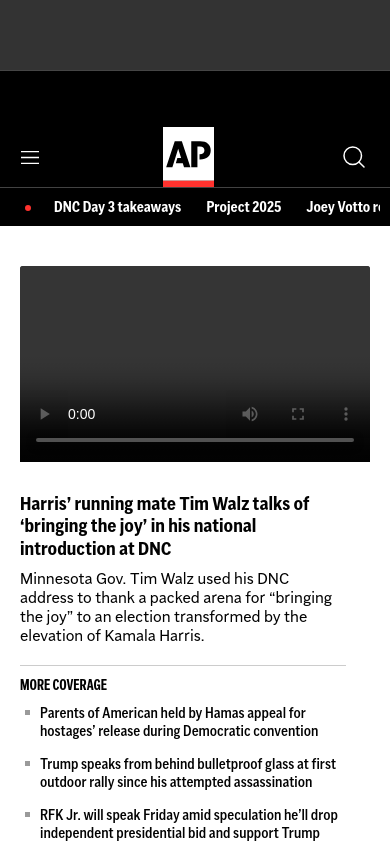 AP
DNC Day 3 takeaways Project 2025 Joey Votto
0:00
Harris’ running mate Tim Walz talks of
‘bringing the joy’ in his national
introduction at DNC
Minnesota Gov. Tim Walz used his DNC
address to thank a packed arena for “bringing
the joy” to an election transformed by the
elevation of Kamala Harris.
MORE COVERAGE
Parents of American held by Hamas appeal for
hostages’ release during Democratic convention
Trump speaks from behind bulletproof glass at first
outdoor rally since his attempted assassination
RFK Jr. will speak Friday amid speculation he’ll drop
independent presidential bid and support Trump